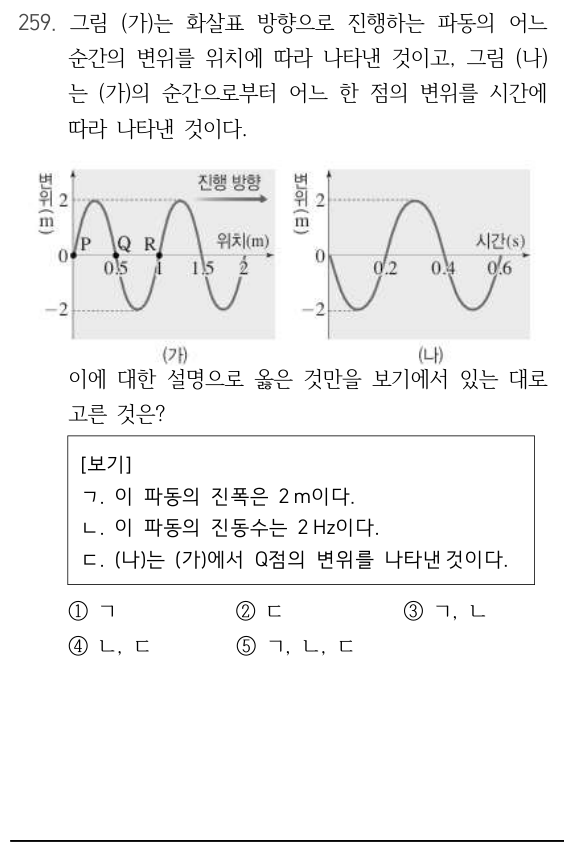 259. 그림 (가)는 화살표 방향으로 진행하는 파동의 어느
순간의 변위를 위치에 따라 나타낸 것이고, 그림 (나)
는 (가)의 순간으로부터 어느 한 점의 변위를 시간에
따라 나타낸 것이다.
변위(m)
2
0
-2
진행 방향
P
Q
R
위치(m)
0.5
1
1.5
2
(가)
변위(m)
2
0
-2
시간(s)
0.2
0.4
0.6
(나)
이에 대한 설명으로 옳은 것만을 보기에서 있는 대로
고른 것은?
[보기]
ㄱ. 이 파동의 진폭은 2 m이다.
ㄴ. 이 파동의 진동수는 2 Hz이다.
ㄷ. (나)는 (가)에서 Q점의 변위를 나타낸 것이다.
① ㄱ ② ㄷ ③ ㄱ, ㄴ
④ ㄴ, ㄷ ⑤ ㄱ, ㄴ, ㄷ